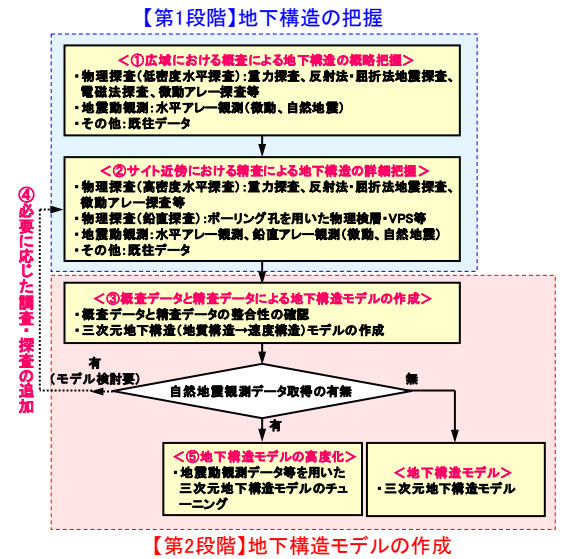 【第1段階】地下構造の把握
＜①広域における概査による地下構造の概略把握＞
・物理探査(低密度水平探査):重力探査、反射法・屈折法地震探査、
電磁法探査、微動アレー探査等
・地震動観測:水平アレー観測(微動、自然地震)
・その他:既往データ
＜②サイト近傍における精査による地下構造の詳細把握＞
・物理探査(高密度水平探査):重力探査、反射法・屈折法地震探査、
微動アレー探査等
・物理探査(鉛直探査):ボーリング孔を用いた物理検層・VPS等
・地震動観測:水平アレー観測、鉛直アレー観測(微動、自然地震)
・その他:既往データ
④必要に応じた調査・探査の追加
＜③概査データと精査データによる地下構造モデルの作成＞
・概査データと精査データの整合性の確認
・三次元地下構造(地質構造→速度構造)モデルの作成
有
(モデル検討要)
自然地震観測データ取得の有無
無
有
＜⑤地下構造モデルの高度化＞
・地震動観測データ等を用いた
三次元地下構造モデルのチュ
ーニング
＜地下構造モデル＞
・三次元地下構造モデル
【第2段階】地下構造モデルの作成